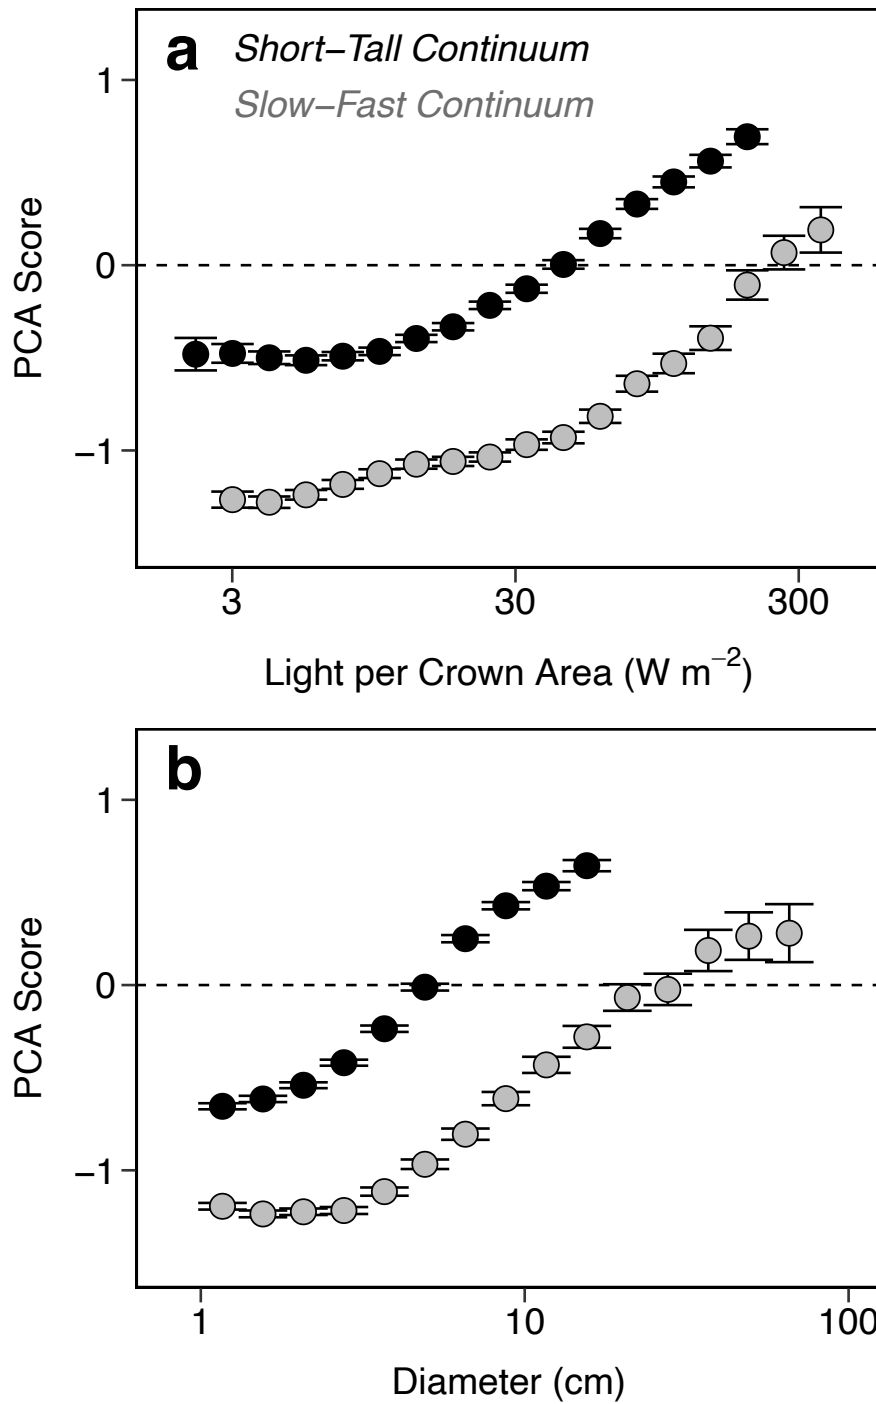 a Short–Tall Continuum
Slow–Fast Continuum
1
0
−1
PCA Score
3 30 300
Light per Crown Area (W m−2)
b
1
0
−1
PCA Score
1 10 100
Diameter (cm)